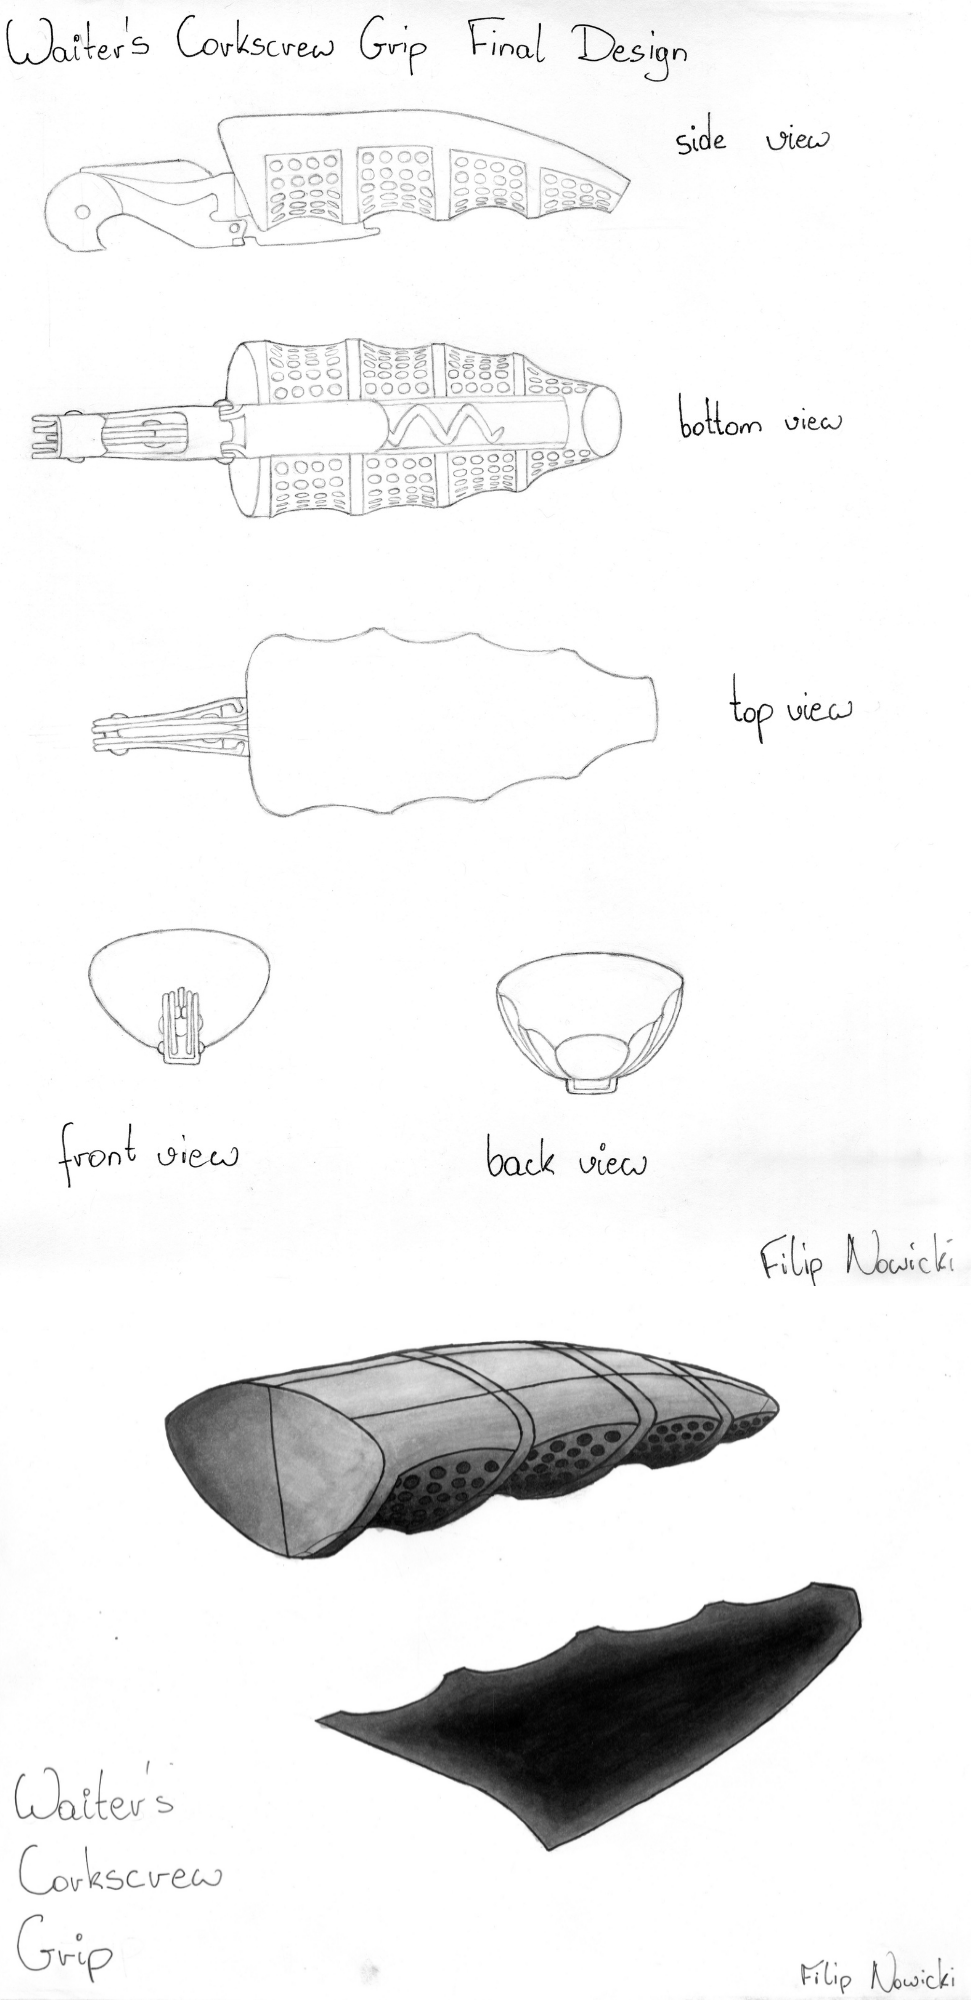 Waiter's Corkscrew Grip Final Design
side view
bottom view
top view
front view
back view
Filip Nowicki
Waiter's
Corkscrew
Grip
Filip Nowicki